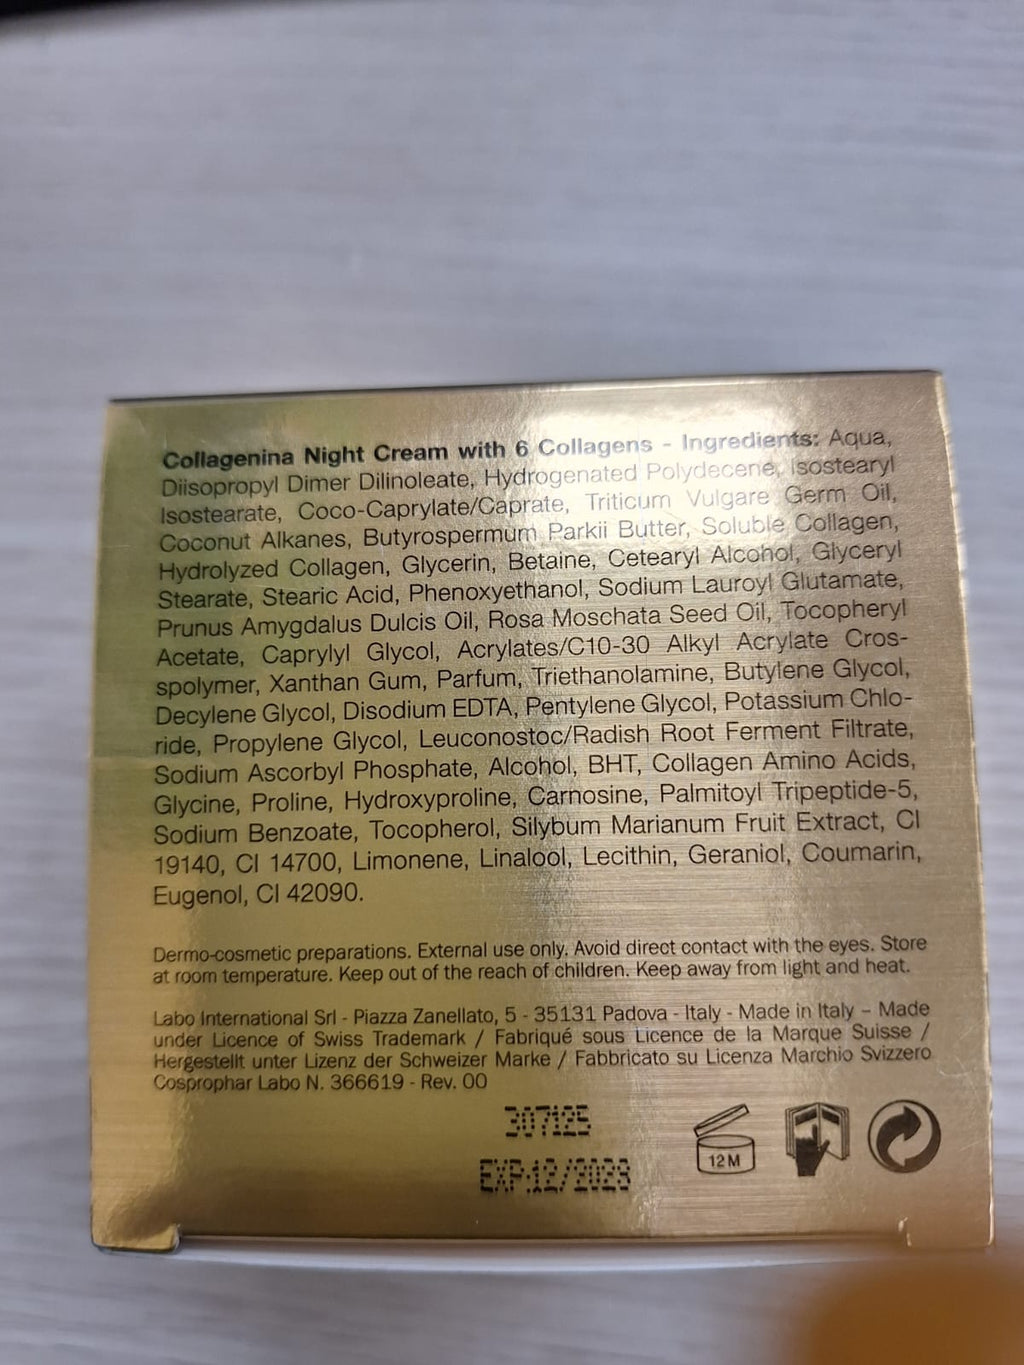 Collagenina Night Cream with 6 Collagens - Ingredients: Aqua,
Diisopropyl Dimer Dilinoleate, Hydrogenated Polydecene, Isostearyl
Isostearate, Coco-Caprylate/Caprate, Triticum Vulgare Germ Oil,
Coconut Alkanes, Butyrospermum Parkii Butter, Soluble Collagen,
Hydrolyzed Collagen, Glycerin, Betaine, Cetearyl Alcohol, Glyceryl
Stearate, Stearic Acid, Phenoxyethanol, Sodium Lauroyl Glutamate,
Prunus Amygdalus Dulcis Oil, Rosa Moschata Seed Oil, Tocopheryl
Acetate, Caprylyl Glycol, Acrylates/C10-30 Alkyl Acrylate Cros-
spolymer, Xanthan Gum, Parfum, Triethanolamine, Butylene Glycol,
Decylene Glycol, Disodium EDTA, Pentylene Glycol, Potassium Chlo-
ride, Propylene Glycol, Leuconostoc/Radish Root Ferment Filtrate,
Sodium Ascorbyl Phosphate, Alcohol, BHT, Collagen Amino Acids,
Glycine, Proline, Hydroxyproline, Carnosine, Palmitoyl Tripeptide-5,
Sodium Benzoate, Tocopherol, Silybum Marianum Fruit Extract, CI
19140, CI 14700, Limonene, Linalool, Lecithin, Geraniol, Coumarin,
Eugenol, CI 42090.
Dermo-cosmetic preparations. External use only. Avoid direct contact with the eyes. Store
at room temperature. Keep out of the reach of children. Keep away from light and heat.
Labo International Srl - Piazza Zanellato, 5 - 35131 Padova - Italy - Made in Italy – Made
under Licence of Swiss Trademark / Fabriqué sous Licence de la Marque Suisse /
Hergestellt unter Lizenz der Schweizer Marke / Fabbricato su Licenza Marchio Svizzero
Cosprophar Labo N. 366619 - Rev. 00
307125
EXP:12/2028
12M